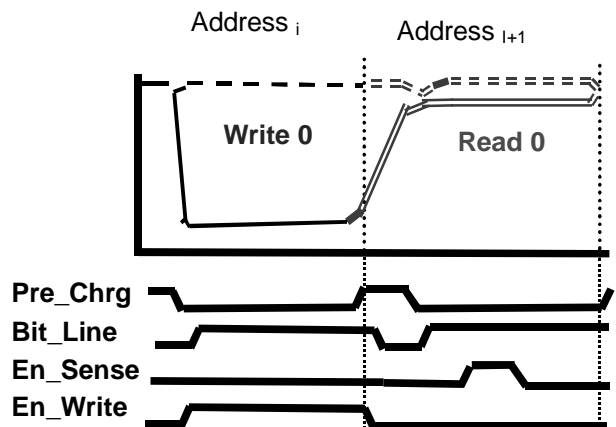 Address i Address I+1
Write 0 Read 0
Pre_Chrg
Bit_Line
En_Sense
En_Write